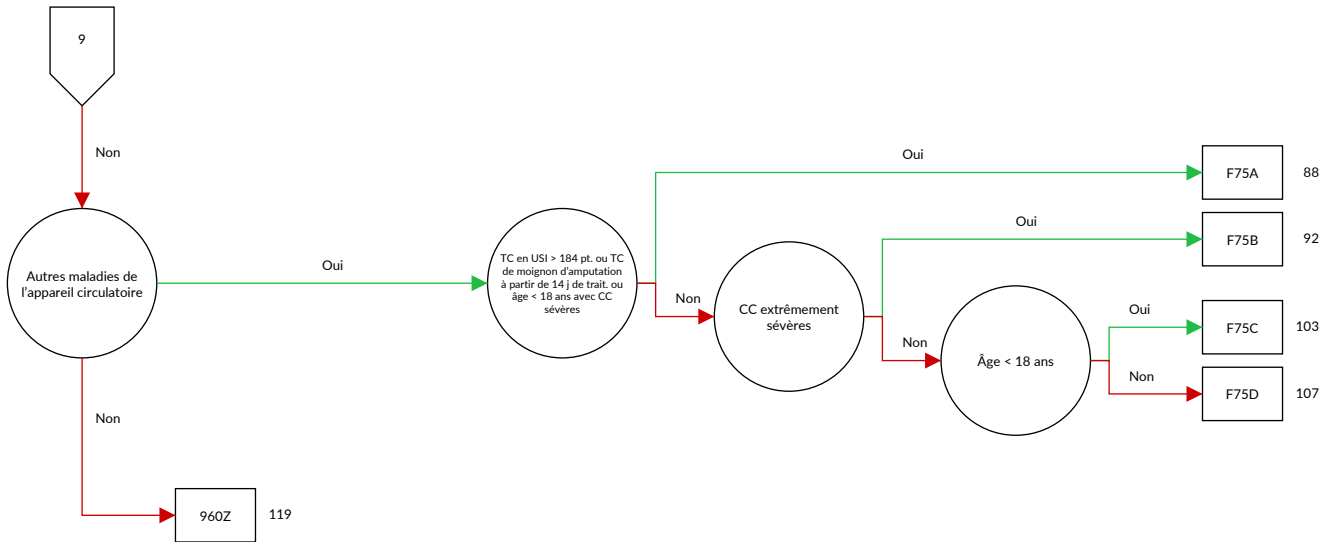 9
Non
Autres maladies de
l'appareil circulatoire
Oui
TC en USI > 184 pt. ou TC
de moignon d'amputation
à partir de 14 j de trait. ou
âge < 18 ans avec CC
sévères
Oui
F75A
88
Non
CC extrêmement
sévères
Oui
F75B
92
Non
Âge < 18 ans
Oui
F75C
103
Non
F75D
107
Non
960Z
119